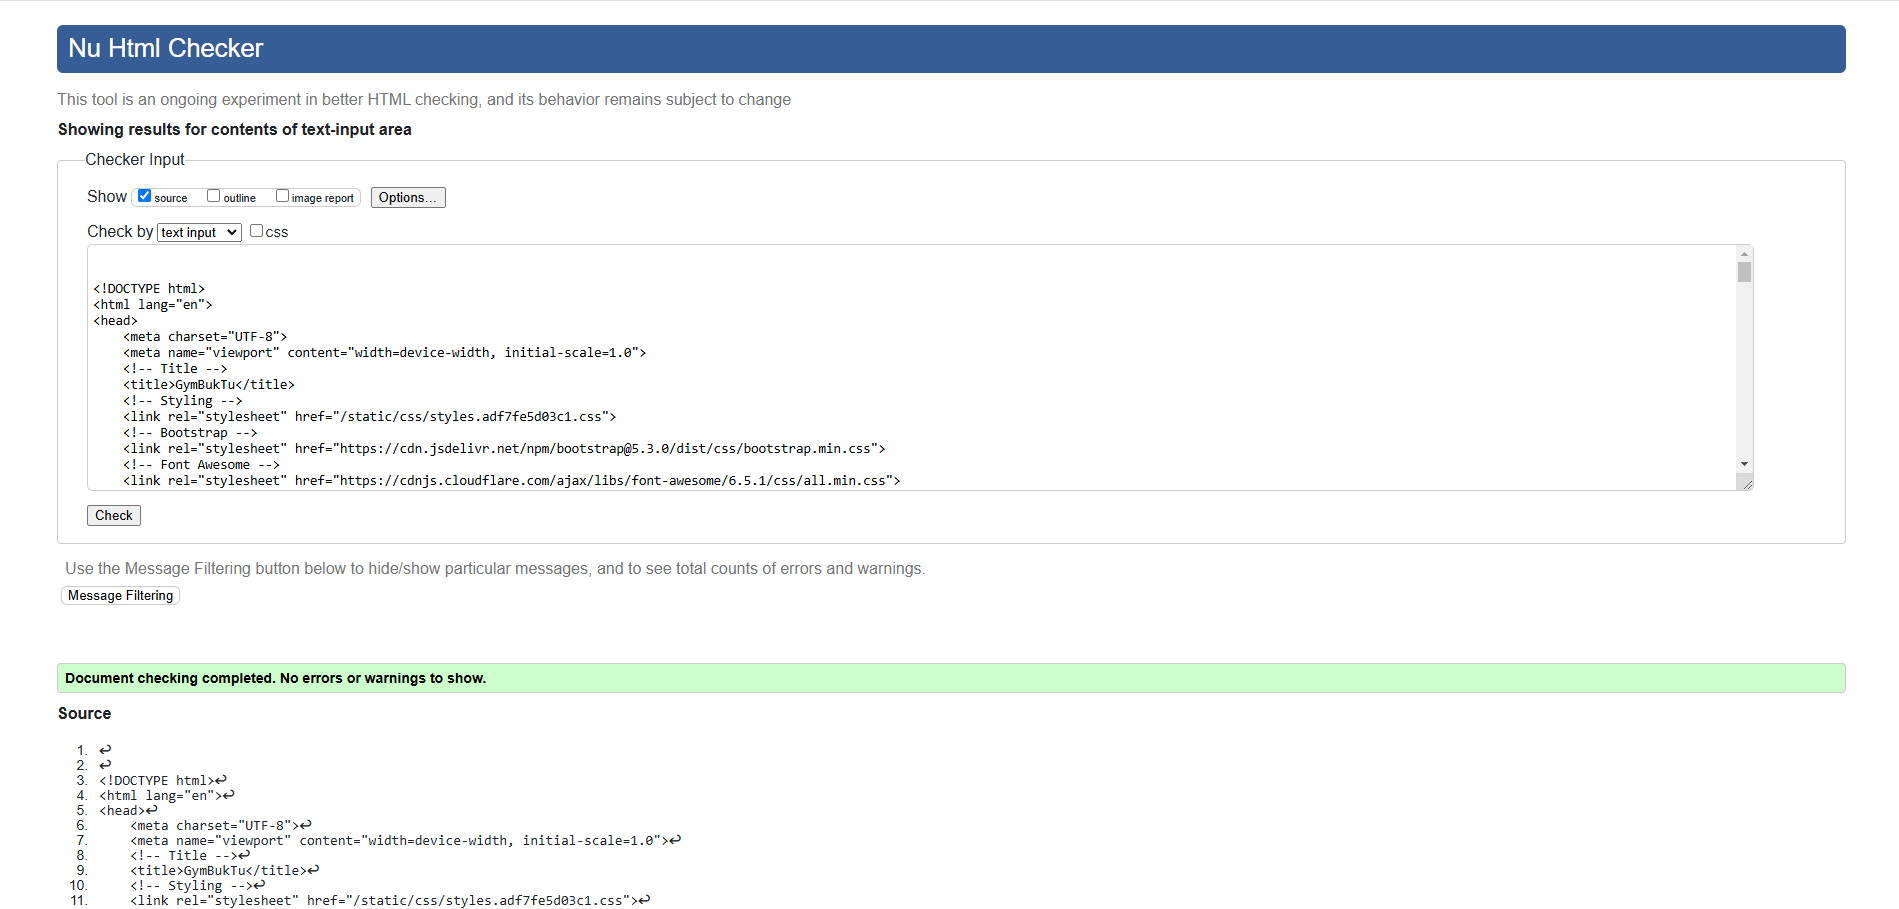 Nu Html Checker
This tool is an ongoing experiment in better HTML checking, and its behavior remains subject to change
Showing results for contents of text-input area
Checker Input
Show source outline image report Options...
Check by text input css
<!DOCTYPE html>
<html lang="en">
<head>
    <meta charset="UTF-8">
    <meta name="viewport" content="width=device-width, initial-scale=1.0">
    <!-- Title -->
    <title>GymBukTu</title>
    <!-- Styling -->
    <link rel="stylesheet" href="/static/css/styles.adf7fe5d03c1.css">
    <!-- Bootstrap -->
    <link rel="stylesheet" href="https://cdn.jsdelivr.net/npm/bootstrap@5.3.0/dist/css/bootstrap.min.css">
    <!-- Font Awesome -->
    <link rel="stylesheet" href="https://cdnjs.cloudflare.com/ajax/libs/font-awesome/6.5.1/css/all.min.css">
Check
Use the Message Filtering button below to hide/show particular messages, and to see total counts of errors and warnings.
Message Filtering
Document checking completed. No errors or warnings to show.
Source
1. ↩
2. ↩
3. <!DOCTYPE html>↩
4. <html lang="en">↩
5. <head>↩
6.     <meta charset="UTF-8">↩
7.     <meta name="viewport" content="width=device-width, initial-scale=1.0">↩
8.     <!-- Title -->↩
9.     <title>GymBukTu</title>↩
10.     <!-- Styling -->↩
11.     <link rel="stylesheet" href="/static/css/styles.adf7fe5d03c1.css">↩